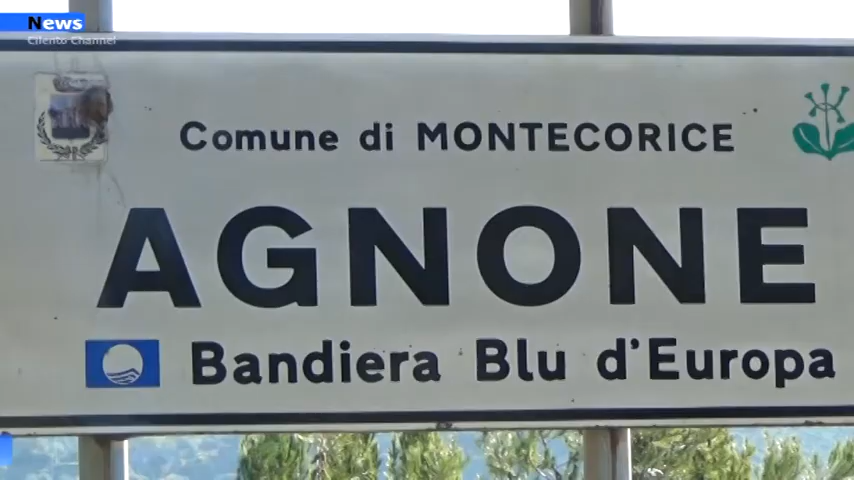 News
Cilento Channel
Comune di MONTECORICE
AGNONE
Bandiera Blu d'Europa